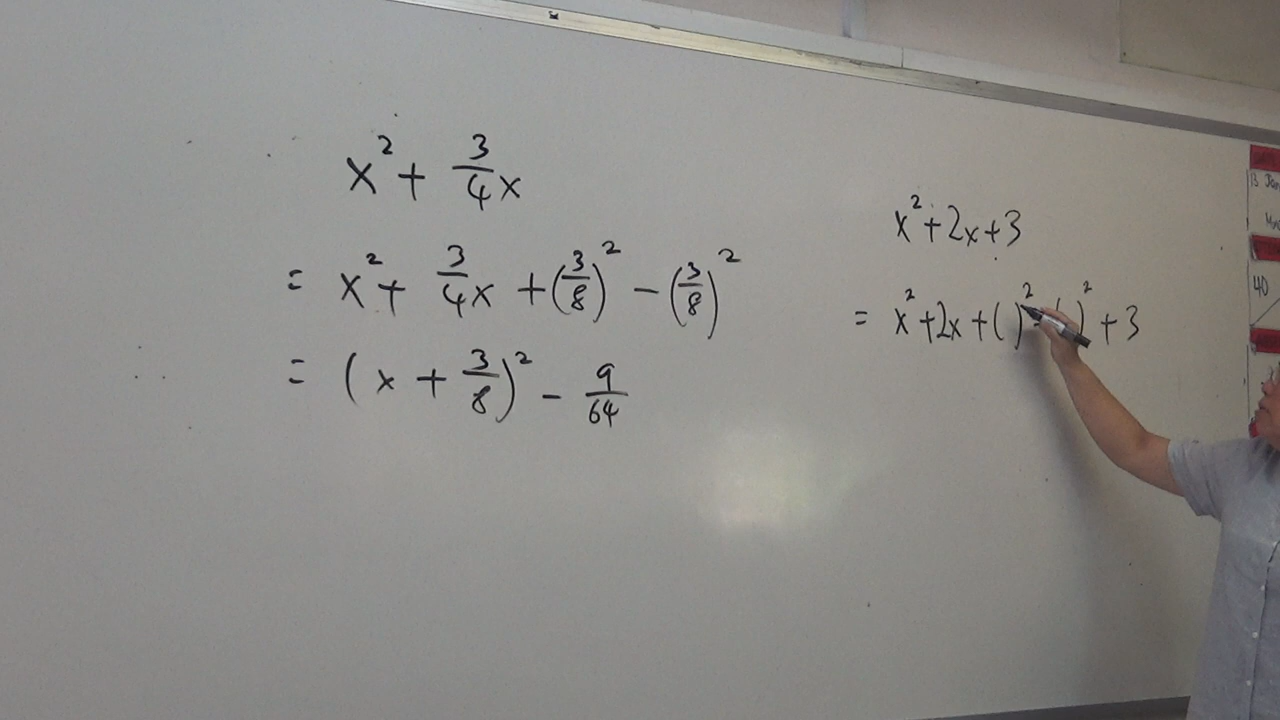 x² + 3/4 x
= x² + 3/4 x + (3/8)² - (3/8)²
= (x + 3/8)² - 9/64
x² + 2x + 3
= x² + 2x + ( )² - ( )² + 3
40